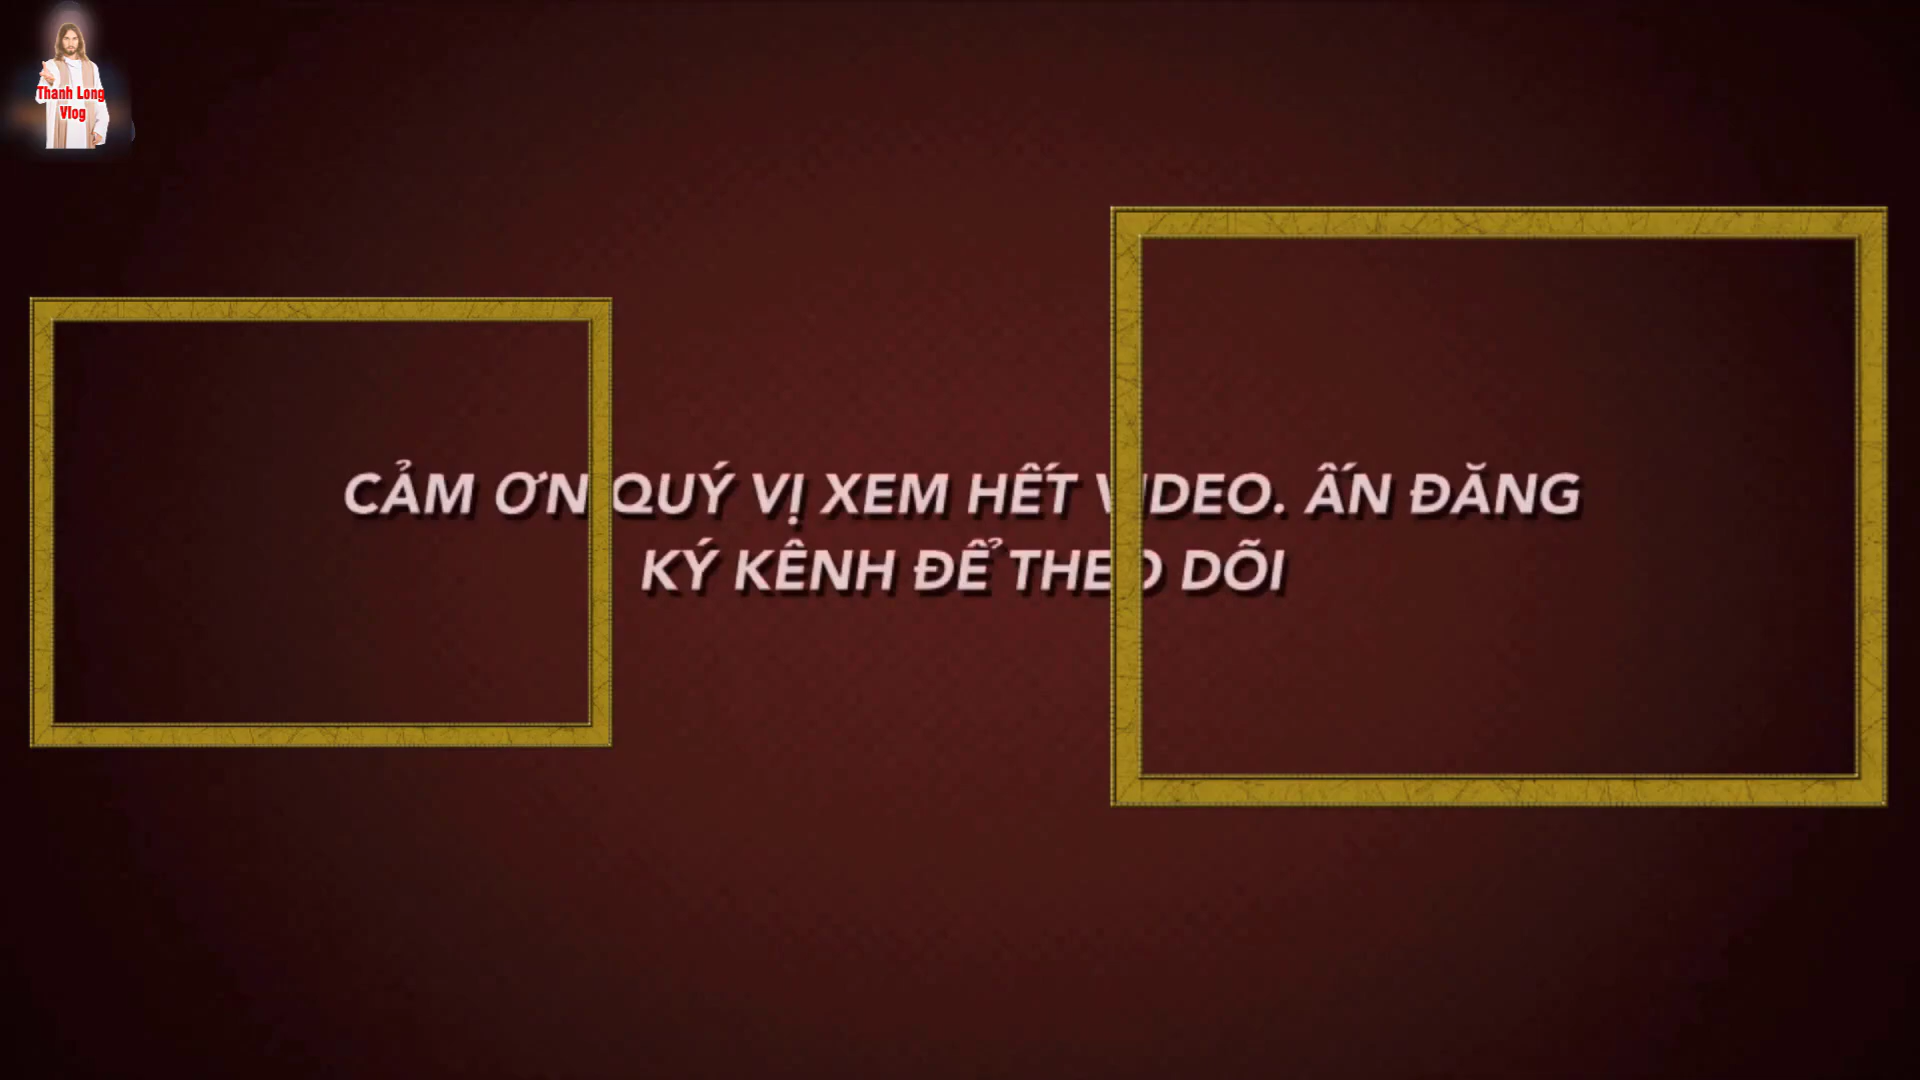 Thanh Long
Vlog
CẢM ƠN QUÝ VỊ XEM HẾT VIDEO. ẤN ĐĂNG
KÝ KÊNH ĐỂ THEO DÕI